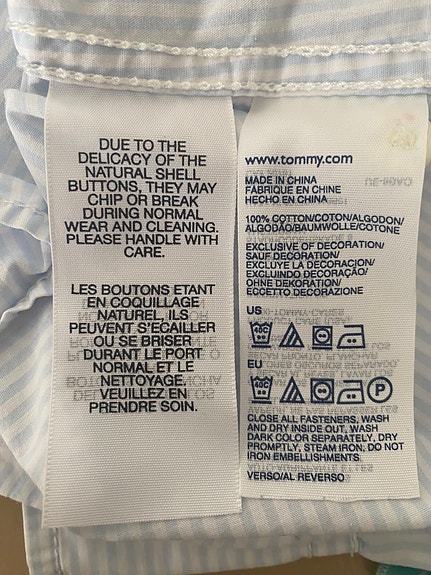 DUE TO THE
DELICACY OF THE
NATURAL SHELL
BUTTONS, THEY MAY
CHIP OR BREAK
DURING NORMAL
WEAR AND CLEANING.
PLEASE HANDLE WITH
CARE.
LES BOUTONS ETANT
EN COQUILLAGE
NATUREL, ILS
PEUVENT S'ECAILLER
OU SE BRISER
DURANT LE PORT
NORMAL ET LE
NETTOYAGE.
VEUILLEZ EN
PRENDRE SOIN.
www.tommy.com
MADE IN CHINA
FABRIQUE EN CHINE
HECHO EN CHINA
100% COTTON/COTON/ALGODON/
ALGODÃO/BAUMWOLLE/COTONE
EXCLUSIVE OF DECORATION/
SAUF DECORATION/
EXCLUYE LA DECORACION/
EXCLUINDO DECORAÇÃO/
OHNE DEKORATION/
ECCETTO DECORAZIONE
US
EU
40C
P
CLOSE ALL FASTENERS, WASH
AND DRY INSIDE OUT, WASH
DARK COLOR SEPARATELY, DRY
PROMPTLY, STEAM IRON, DO NOT
IRON EMBELLISHMENTS
VERSO/AL REVERSO